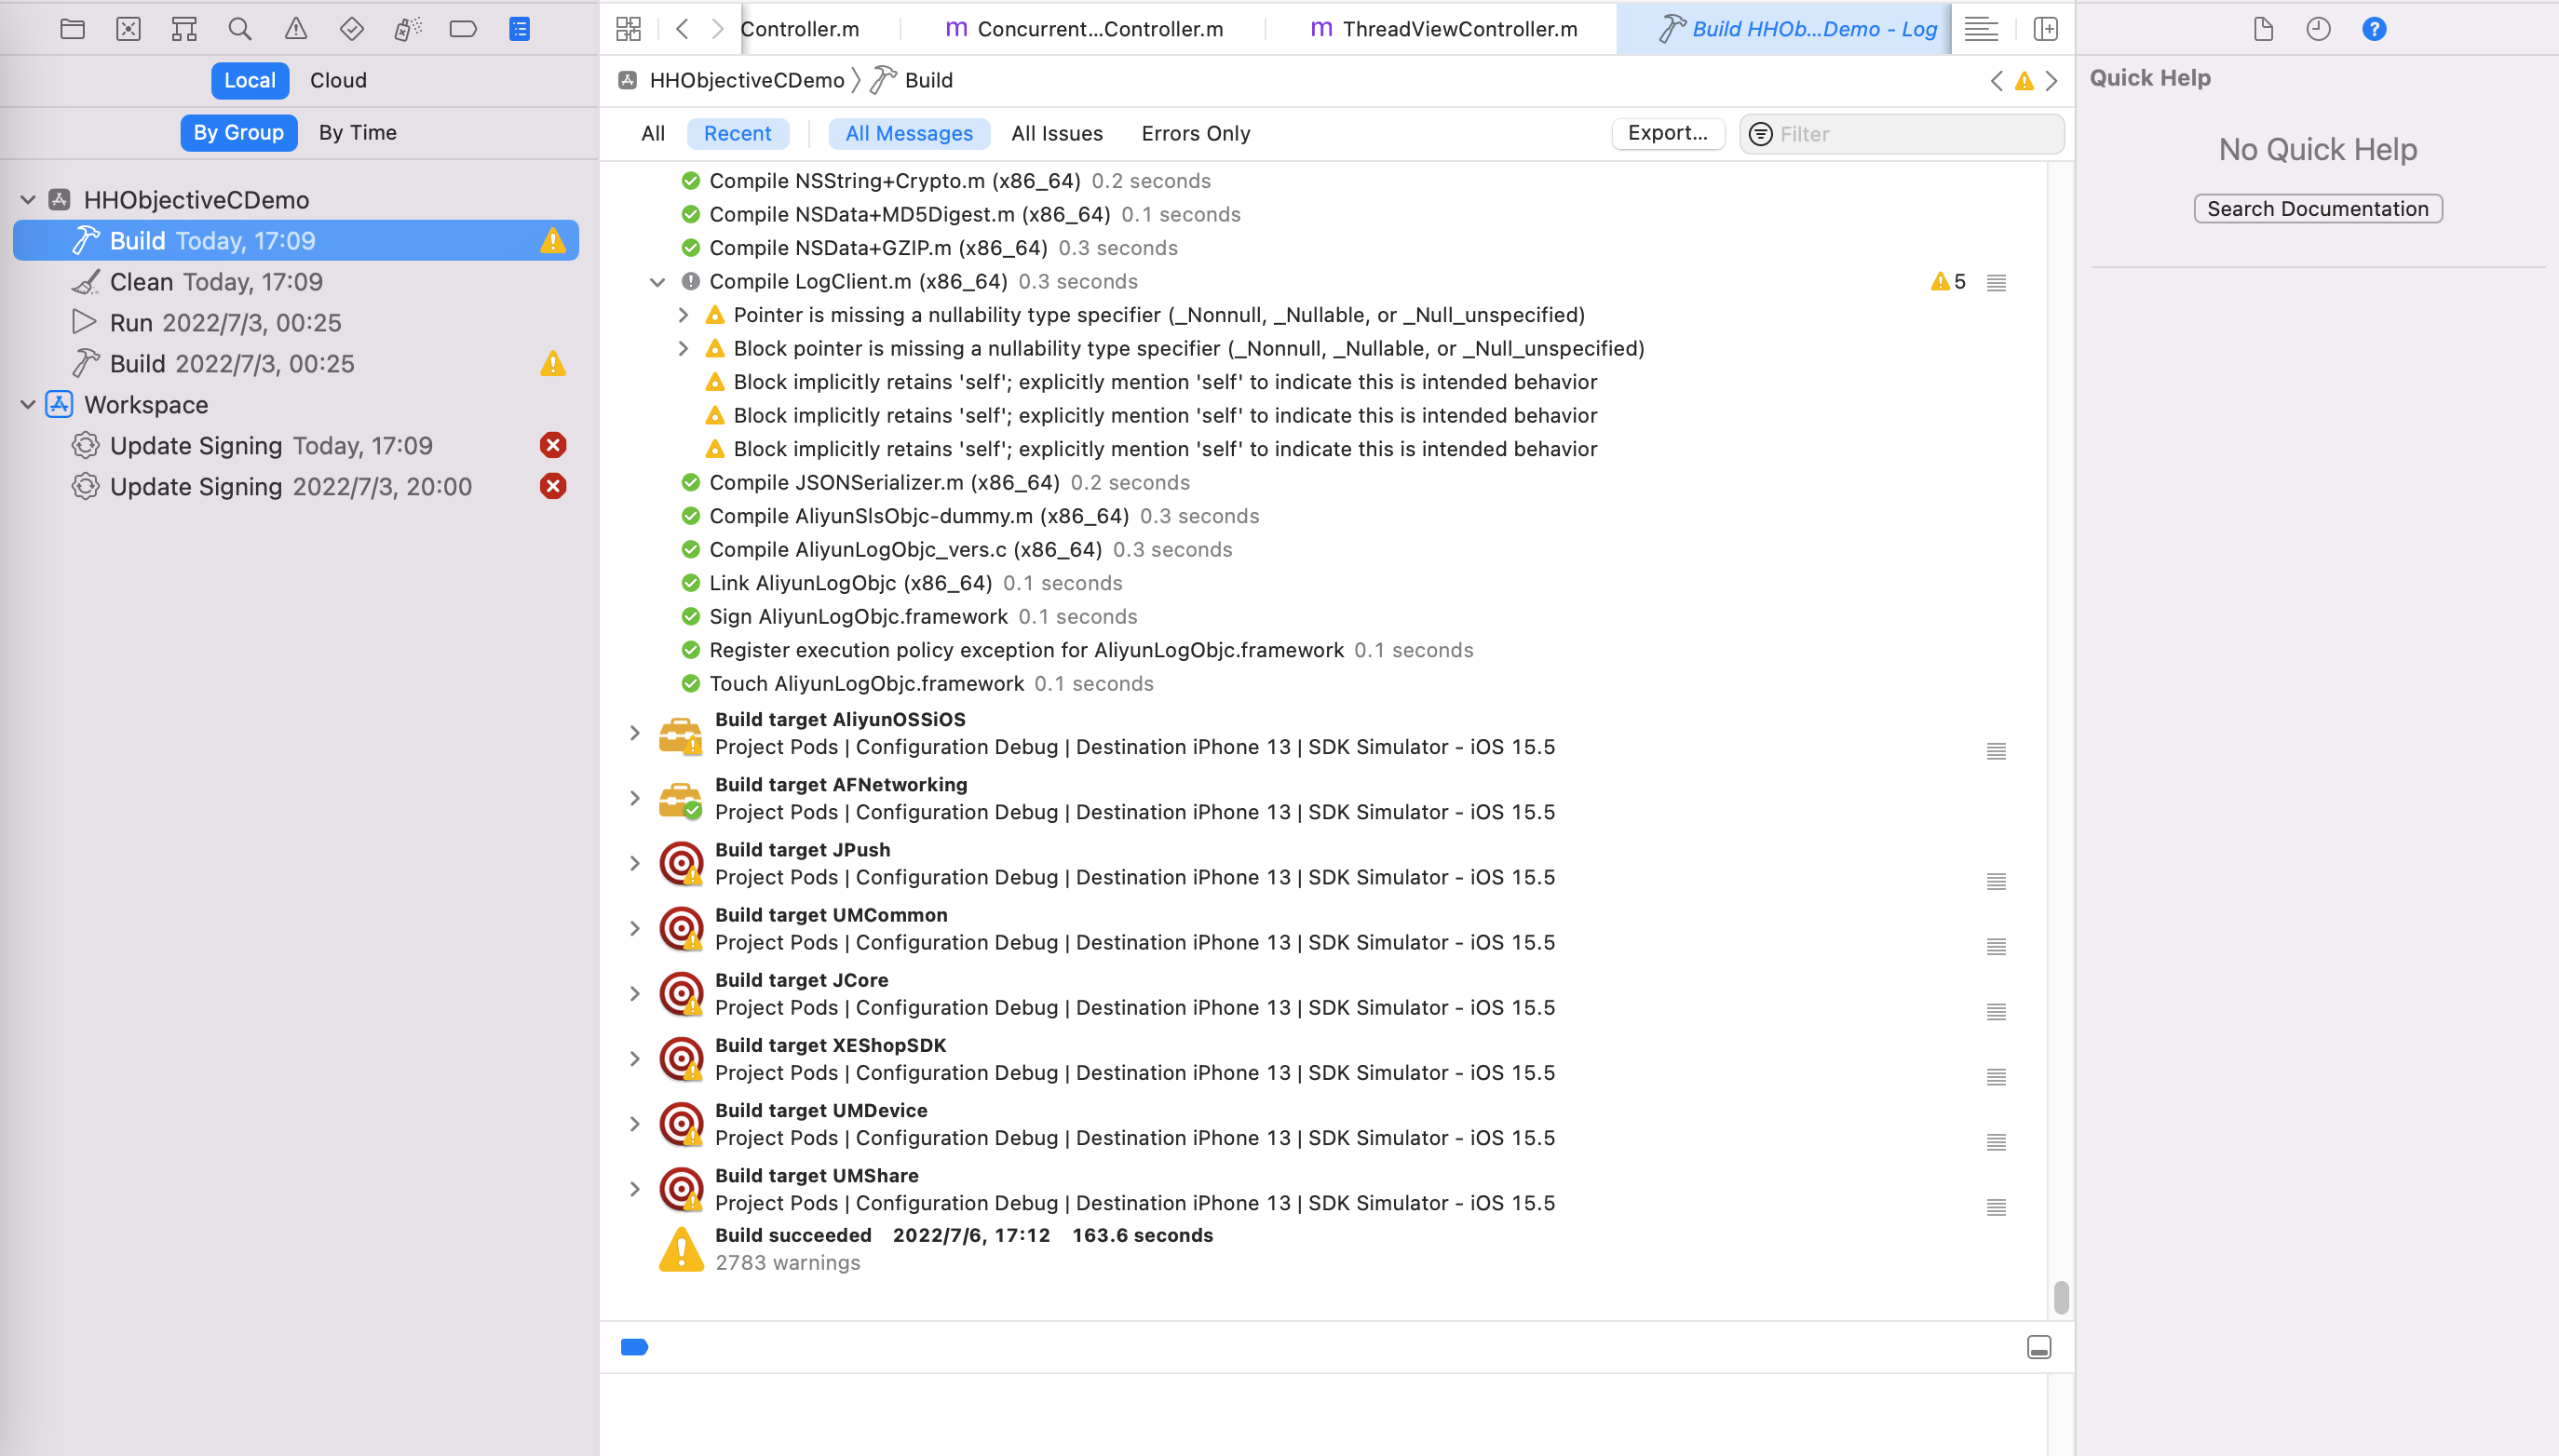 Controller.m
m Concurrent...Controller.m
m ThreadViewController.m
Build HHOb...Demo - Log
Local Cloud
By Group By Time
HHObjectiveCDemo
Build Today, 17:09
Clean Today, 17:09
Run 2022/7/3, 00:25
Build 2022/7/3, 00:25
Workspace
Update Signing Today, 17:09
Update Signing 2022/7/3, 20:00
HHObjectiveCDemo Build
All Recent All Messages All Issues Errors Only Export... Filter
Compile NSString+Crypto.m (x86_64) 0.2 seconds
Compile NSData+MD5Digest.m (x86_64) 0.1 seconds
Compile NSData+GZIP.m (x86_64) 0.3 seconds
Compile LogClient.m (x86_64) 0.3 seconds 5
Pointer is missing a nullability type specifier (_Nonnull, _Nullable, or _Null_unspecified)
Block pointer is missing a nullability type specifier (_Nonnull, _Nullable, or _Null_unspecified)
Block implicitly retains 'self'; explicitly mention 'self' to indicate this is intended behavior
Block implicitly retains 'self'; explicitly mention 'self' to indicate this is intended behavior
Block implicitly retains 'self'; explicitly mention 'self' to indicate this is intended behavior
Compile JSONSerializer.m (x86_64) 0.2 seconds
Compile AliyunSlsObjc-dummy.m (x86_64) 0.3 seconds
Compile AliyunLogObjc_vers.c (x86_64) 0.3 seconds
Link AliyunLogObjc (x86_64) 0.1 seconds
Sign AliyunLogObjc.framework 0.1 seconds
Register execution policy exception for AliyunLogObjc.framework 0.1 seconds
Touch AliyunLogObjc.framework 0.1 seconds
Build target AliyunOSSiOS
Project Pods | Configuration Debug | Destination iPhone 13 | SDK Simulator - iOS 15.5
Build target AFNetworking
Project Pods | Configuration Debug | Destination iPhone 13 | SDK Simulator - iOS 15.5
Build target JPush
Project Pods | Configuration Debug | Destination iPhone 13 | SDK Simulator - iOS 15.5
Build target UMCommon
Project Pods | Configuration Debug | Destination iPhone 13 | SDK Simulator - iOS 15.5
Build target JCore
Project Pods | Configuration Debug | Destination iPhone 13 | SDK Simulator - iOS 15.5
Build target XEShopSDK
Project Pods | Configuration Debug | Destination iPhone 13 | SDK Simulator - iOS 15.5
Build target UMDevice
Project Pods | Configuration Debug | Destination iPhone 13 | SDK Simulator - iOS 15.5
Build target UMShare
Project Pods | Configuration Debug | Destination iPhone 13 | SDK Simulator - iOS 15.5
Build succeeded 2022/7/6, 17:12 163.6 seconds
2783 warnings
Quick Help
No Quick Help
Search Documentation